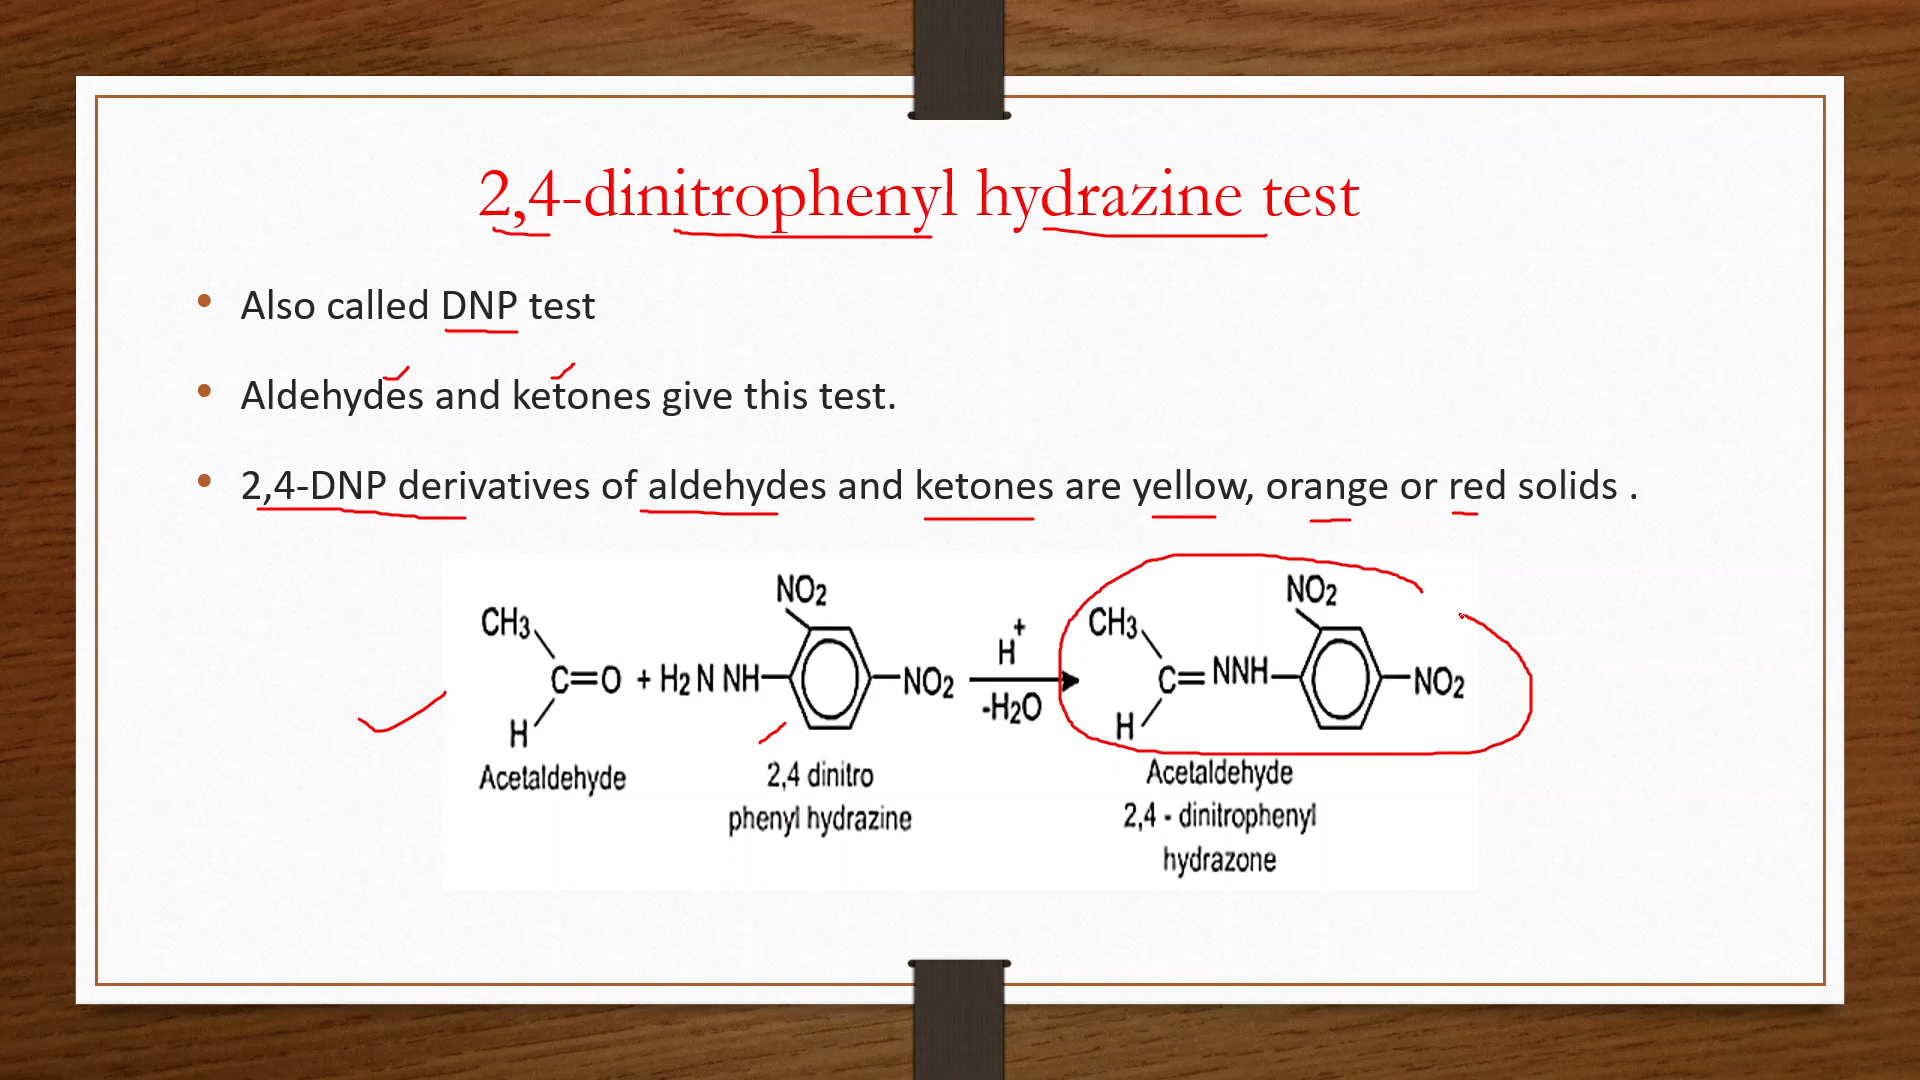 2,4-dinitrophenyl hydrazine test
• Also called DNP test
• Aldehydes and ketones give this test.
• 2,4-DNP derivatives of aldehydes and ketones are yellow, orange or red solids .
NO2 NO2
CH3 H+ CH3
C=O + H2N NH— —NO2 C=NNH— —NO2
-H2O
H H
Acetaldehyde 2,4 dinitro Acetaldehyde
phenyl hydrazine 2,4 - dinitrophenyl
hydrazone